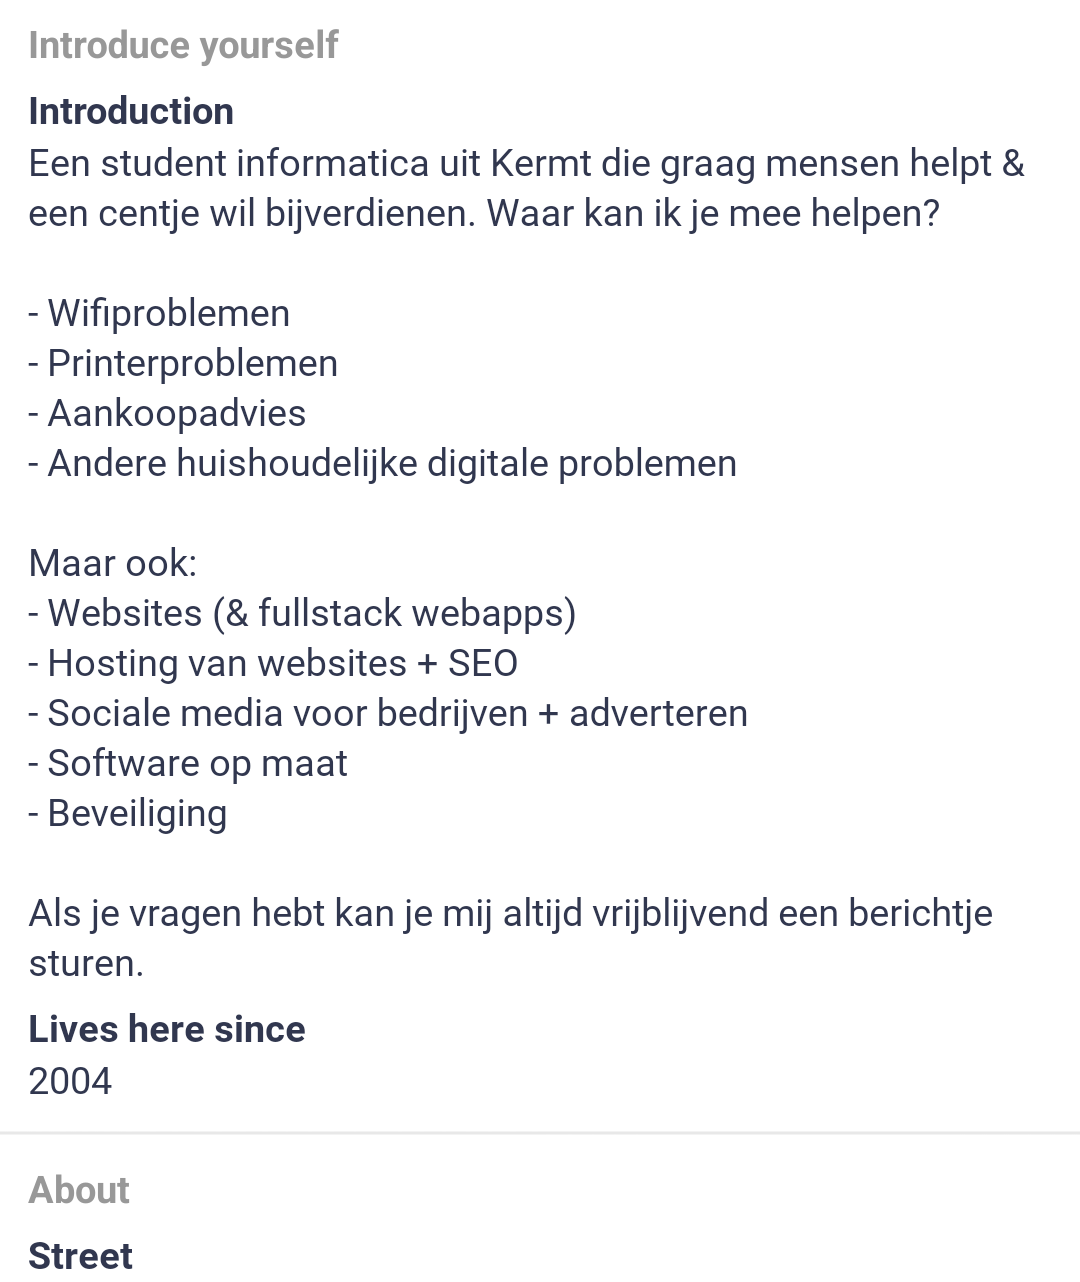 Introduce yourself
Introduction
Een student informatica uit Kermt die graag mensen helpt &
een centje wil bijverdienen. Waar kan ik je mee helpen?
- Wifiproblemen
- Printerproblemen
- Aankoopadvies
- Andere huishoudelijke digitale problemen
Maar ook:
- Websites (& fullstack webapps)
- Hosting van websites + SEO
- Sociale media voor bedrijven + adverteren
- Software op maat
- Beveiliging
Als je vragen hebt kan je mij altijd vrijblijvend een berichtje
sturen.
Lives here since
2004
About
Street